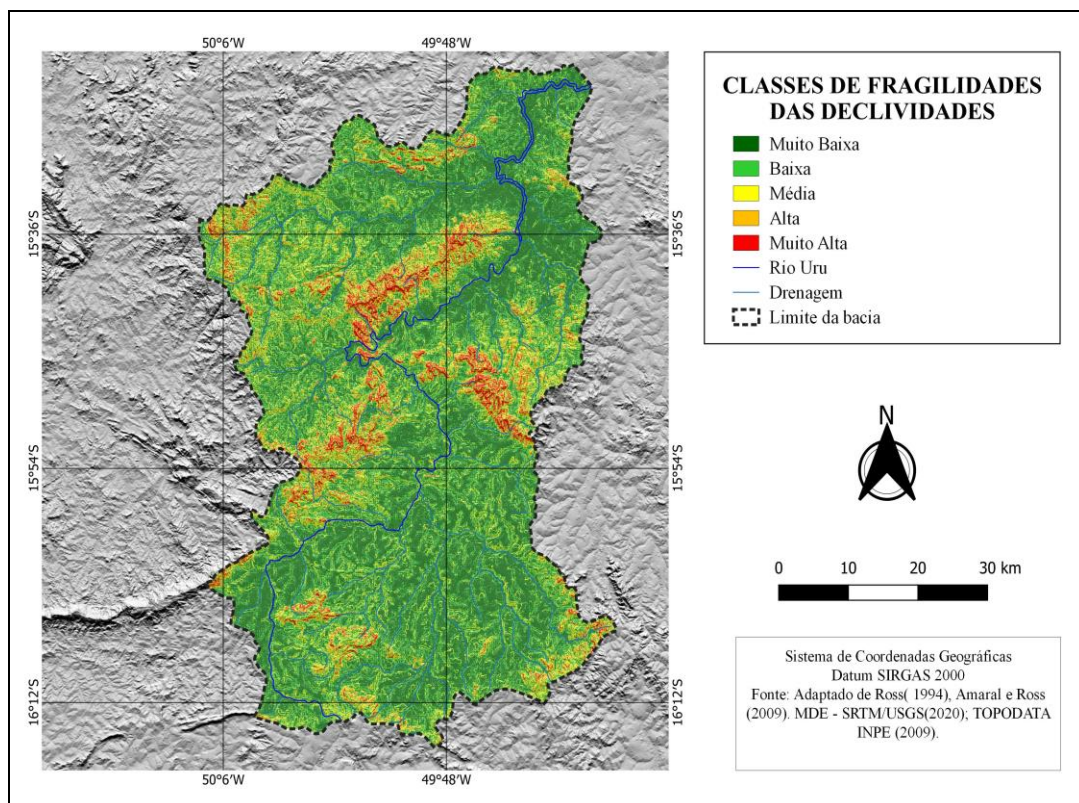 50°6'W
49°48'W
15°36'S
15°36'S
15°54'S
15°54'S
16°12'S
16°12'S
50°6'W
49°48'W
CLASSES DE FRAGILIDADES
DAS DECLIVIDADES
Muito Baixa
Baixa
Média
Alta
Muito Alta
Rio Uru
Drenagem
Limite da bacia
N
0 10 20 30 km
Sistema de Coordenadas Geográficas
Datum SIRGAS 2000
Fonte: Adaptado de Ross( 1994), Amaral e Ross
(2009). MDE - SRTM/USGS(2020); TOPODATA
INPE (2009).